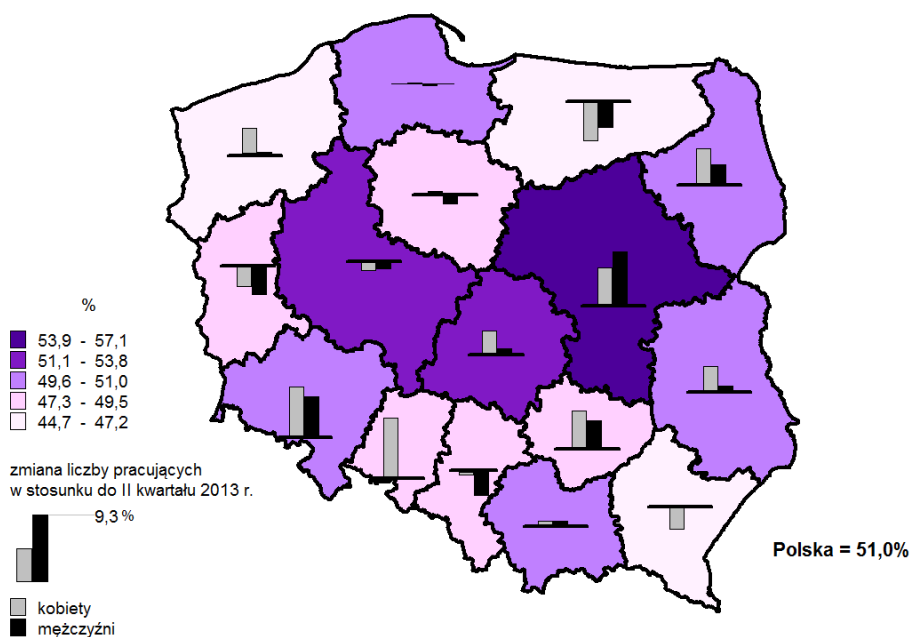 %
53,9 - 57,1
51,1 - 53,8
49,6 - 51,0
47,3 - 49,5
44,7 - 47,2
zmiana liczby pracujących
w stosunku do II kwartału 2013 r.
9,3 %
kobiety
mężczyźni
Polska = 51,0%